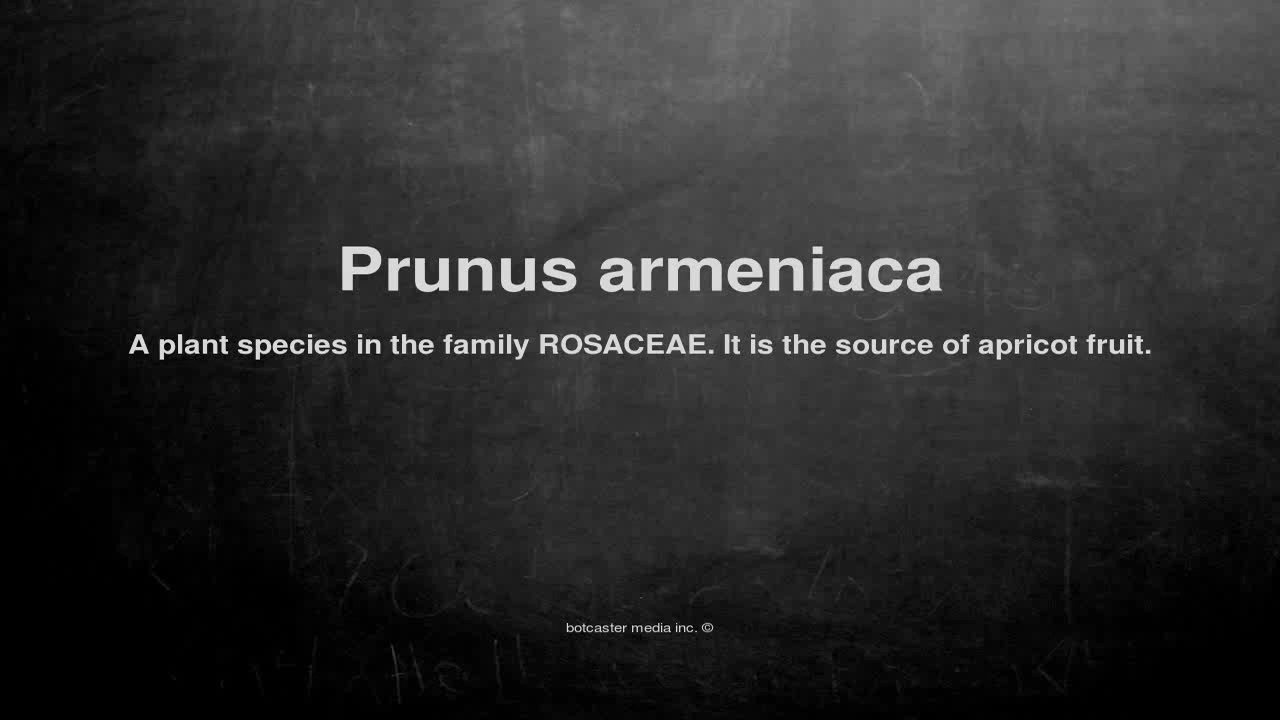 Prunus armeniaca
A plant species in the family ROSACEAE. It is the source of apricot fruit.
botcaster media inc. ©